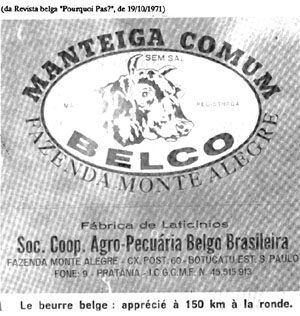 (da Revista belga "Pourquoi Pas?", de 19/10/1971)
MANTEIGA COMUM
SEM SAL
REGISTRADA
BELCO
FAZENDA MONTE ALEGRE
Fábrica de Laticínios
Soc. Coop. Agro-Pecuária Belgo Brasileira
FAZENDA MONTE ALEGRE - CX. POST. 60 - BOTUCATU EST. S. PAULO
FONE: 9 - PRATÂNIA - I.C.G.C.M.F. N. 45.515.913
Le beurre belge : apprécié à 150 km à la ronde.